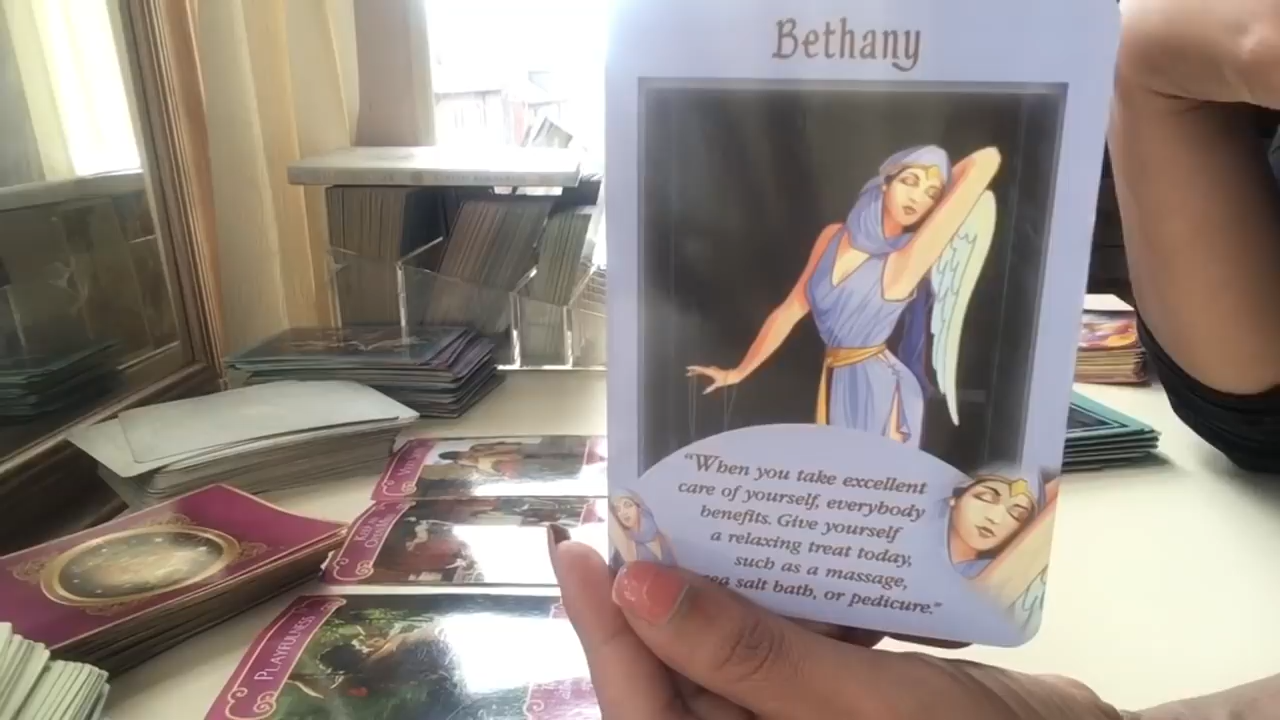 Bethany
"When you take excellent
care of yourself, everybody
benefits. Give yourself
a relaxing treat today,
such as a massage,
sea salt bath, or pedicure."
PLAYFULNESS